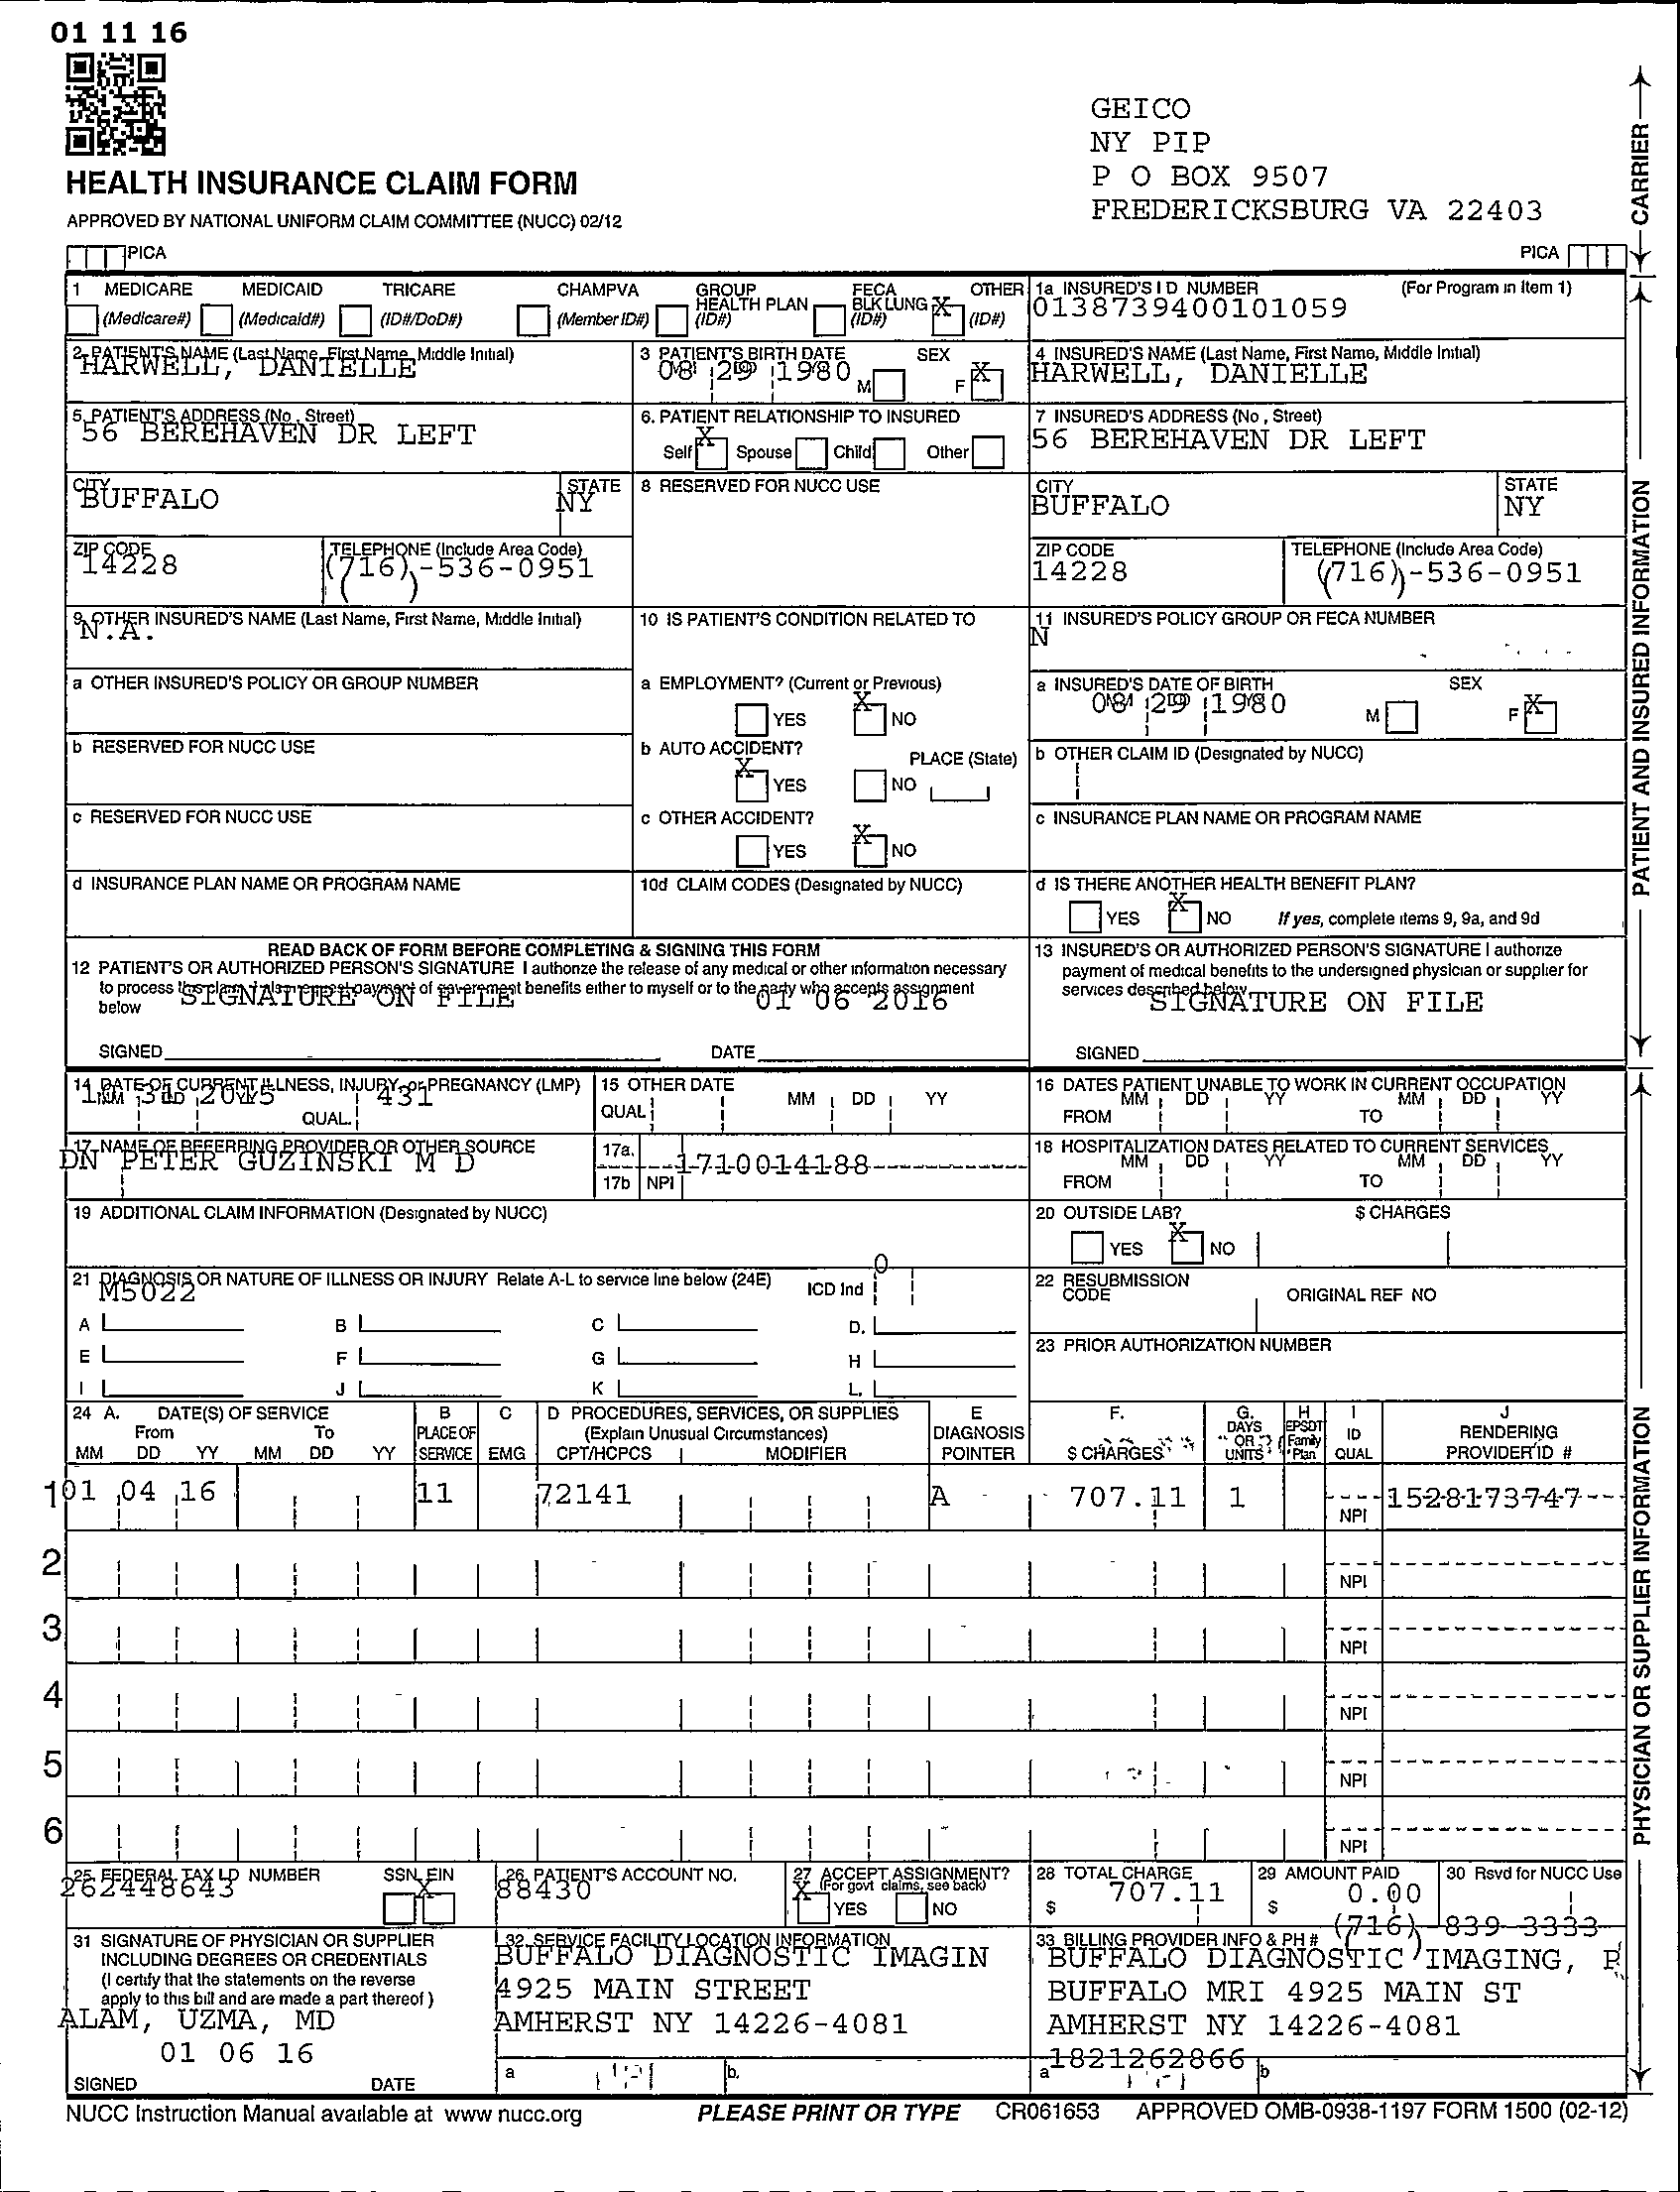 01 11 16
GEICO
NY PIP
P O BOX 9507
FREDERICKSBURG VA 22403
CARRIER
HEALTH INSURANCE CLAIM FORM
APPROVED BY NATIONAL UNIFORM CLAIM COMMITTEE (NUCC) 02/12
PICA PICA
1 MEDICARE MEDICAID TRICARE CHAMPVA GROUP HEALTH PLAN FECA BLK LUNG OTHER
(Medicare#) (Medicaid#) (ID#/DoD#) (Member ID#) (ID#) (ID#) X (ID#)
1a INSURED'S I D NUMBER (For Program in Item 1)
0138739400101059
2. PATIENT'S NAME (Last Name, First Name, Middle Initial)
HARWELL, DANIELLE
3 PATIENT'S BIRTH DATE SEX
08 29 1980 M F X
4 INSURED'S NAME (Last Name, First Name, Middle Initial)
HARWELL, DANIELLE
5. PATIENT'S ADDRESS (No, Street)
56 BEREHAVEN DR LEFT
6. PATIENT RELATIONSHIP TO INSURED
Self X Spouse Child Other
7 INSURED'S ADDRESS (No, Street)
56 BEREHAVEN DR LEFT
CITY STATE
BUFFALO NY
8 RESERVED FOR NUCC USE
CITY STATE
BUFFALO NY
ZIP CODE TELEPHONE (Include Area Code)
14228 (716)-536-0951
ZIP CODE TELEPHONE (Include Area Code)
14228 (716)-536-0951
PATIENT AND INSURED INFORMATION
9. OTHER INSURED'S NAME (Last Name, First Name, Middle Initial)
N.A.
10 IS PATIENT'S CONDITION RELATED TO
11 INSURED'S POLICY GROUP OR FECA NUMBER
N
a OTHER INSURED'S POLICY OR GROUP NUMBER
a EMPLOYMENT? (Current or Previous)
YES X NO
a INSURED'S DATE OF BIRTH SEX
08 29 1980 M F X
b RESERVED FOR NUCC USE
b AUTO ACCIDENT? PLACE (State)
X YES NO
b OTHER CLAIM ID (Designated by NUCC)
c RESERVED FOR NUCC USE
c OTHER ACCIDENT?
YES X NO
c INSURANCE PLAN NAME OR PROGRAM NAME
d INSURANCE PLAN NAME OR PROGRAM NAME
10d CLAIM CODES (Designated by NUCC)
d IS THERE ANOTHER HEALTH BENEFIT PLAN?
YES X NO If yes, complete items 9, 9a, and 9d
READ BACK OF FORM BEFORE COMPLETING & SIGNING THIS FORM
12 PATIENT'S OR AUTHORIZED PERSON'S SIGNATURE I authorize the release of any medical or other information necessary
to process this claim. I also request payment of government benefits either to myself or to the party who accepts assignment
below
SIGNATURE ON FILE 01 06 2016
SIGNED DATE
13 INSURED'S OR AUTHORIZED PERSON'S SIGNATURE I authorize
payment of medical benefits to the undersigned physician or supplier for
services described below
SIGNATURE ON FILE
SIGNED
14 DATE OF CURRENT ILLNESS, INJURY, or PREGNANCY (LMP)
2015 QUAL. 431
15 OTHER DATE
QUAL MM DD YY
16 DATES PATIENT UNABLE TO WORK IN CURRENT OCCUPATION
MM DD YY MM DD YY
FROM TO
17. NAME OF REFERRING PROVIDER OR OTHER SOURCE
DN PETER GUZINSKI M D
17a. 1710014188
17b NPI
18 HOSPITALIZATION DATES RELATED TO CURRENT SERVICES
MM DD YY MM DD YY
FROM TO
19 ADDITIONAL CLAIM INFORMATION (Designated by NUCC)
20 OUTSIDE LAB? $ CHARGES
YES X NO
21 DIAGNOSIS OR NATURE OF ILLNESS OR INJURY Relate A-L to service line below (24E) ICD Ind 0
M5022
A B C D.
E F G H
I J K L.
22 RESUBMISSION CODE ORIGINAL REF NO
23 PRIOR AUTHORIZATION NUMBER
24 A. DATE(S) OF SERVICE B C D PROCEDURES, SERVICES, OR SUPPLIES E F. G. H I J
From To PLACE OF (Explain Unusual Circumstances) DIAGNOSIS DAYS OR EPSDT Family ID RENDERING
MM DD YY MM DD YY SERVICE EMG CPT/HCPCS MODIFIER POINTER $ CHARGES UNITS Plan QUAL PROVIDER ID #
1 01 04 16 11 72141 A 707.11 1 NPI 1528173747
2 NPI
3 NPI
4 NPI
5 NPI
6 NPI
PHYSICIAN OR SUPPLIER INFORMATION
25. FEDERAL TAX I.D NUMBER SSN EIN
262448643 X
26. PATIENT'S ACCOUNT NO.
88430
27 ACCEPT ASSIGNMENT?
(For govt claims, see back)
X YES NO
28 TOTAL CHARGE
$ 707.11
29 AMOUNT PAID
$ 0.00
30 Rsvd for NUCC Use
31 SIGNATURE OF PHYSICIAN OR SUPPLIER
INCLUDING DEGREES OR CREDENTIALS
(I certify that the statements on the reverse
apply to this bill and are made a part thereof)
ALAM, UZMA, MD
01 06 16
SIGNED DATE
32. SERVICE FACILITY LOCATION INFORMATION
BUFFALO DIAGNOSTIC IMAGIN
4925 MAIN STREET
AMHERST NY 14226-4081
a b.
33 BILLING PROVIDER INFO & PH # (716) 839-3333
BUFFALO DIAGNOSTIC IMAGING, P
BUFFALO MRI 4925 MAIN ST
AMHERST NY 14226-4081
a 1821262866 b
NUCC Instruction Manual available at www nucc.org PLEASE PRINT OR TYPE CR061653 APPROVED OMB-0938-1197 FORM 1500 (02-12)